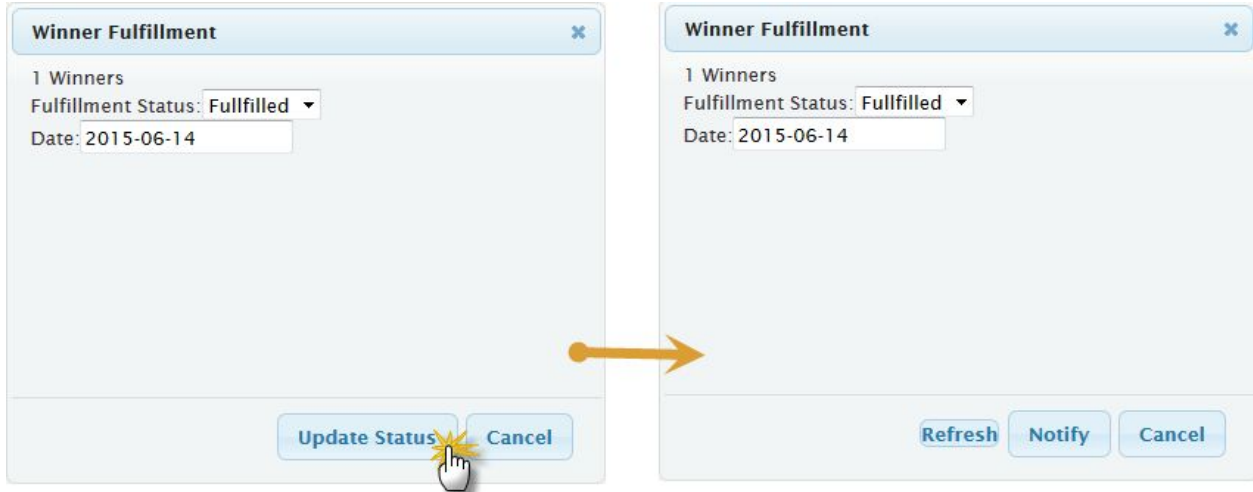 Winner Fulfillment
1 Winners
Fulfillment Status: Fullfilled
Date: 2015-06-14
Update Status Cancel
Winner Fulfillment
1 Winners
Fulfillment Status: Fullfilled
Date: 2015-06-14
Refresh Notify Cancel